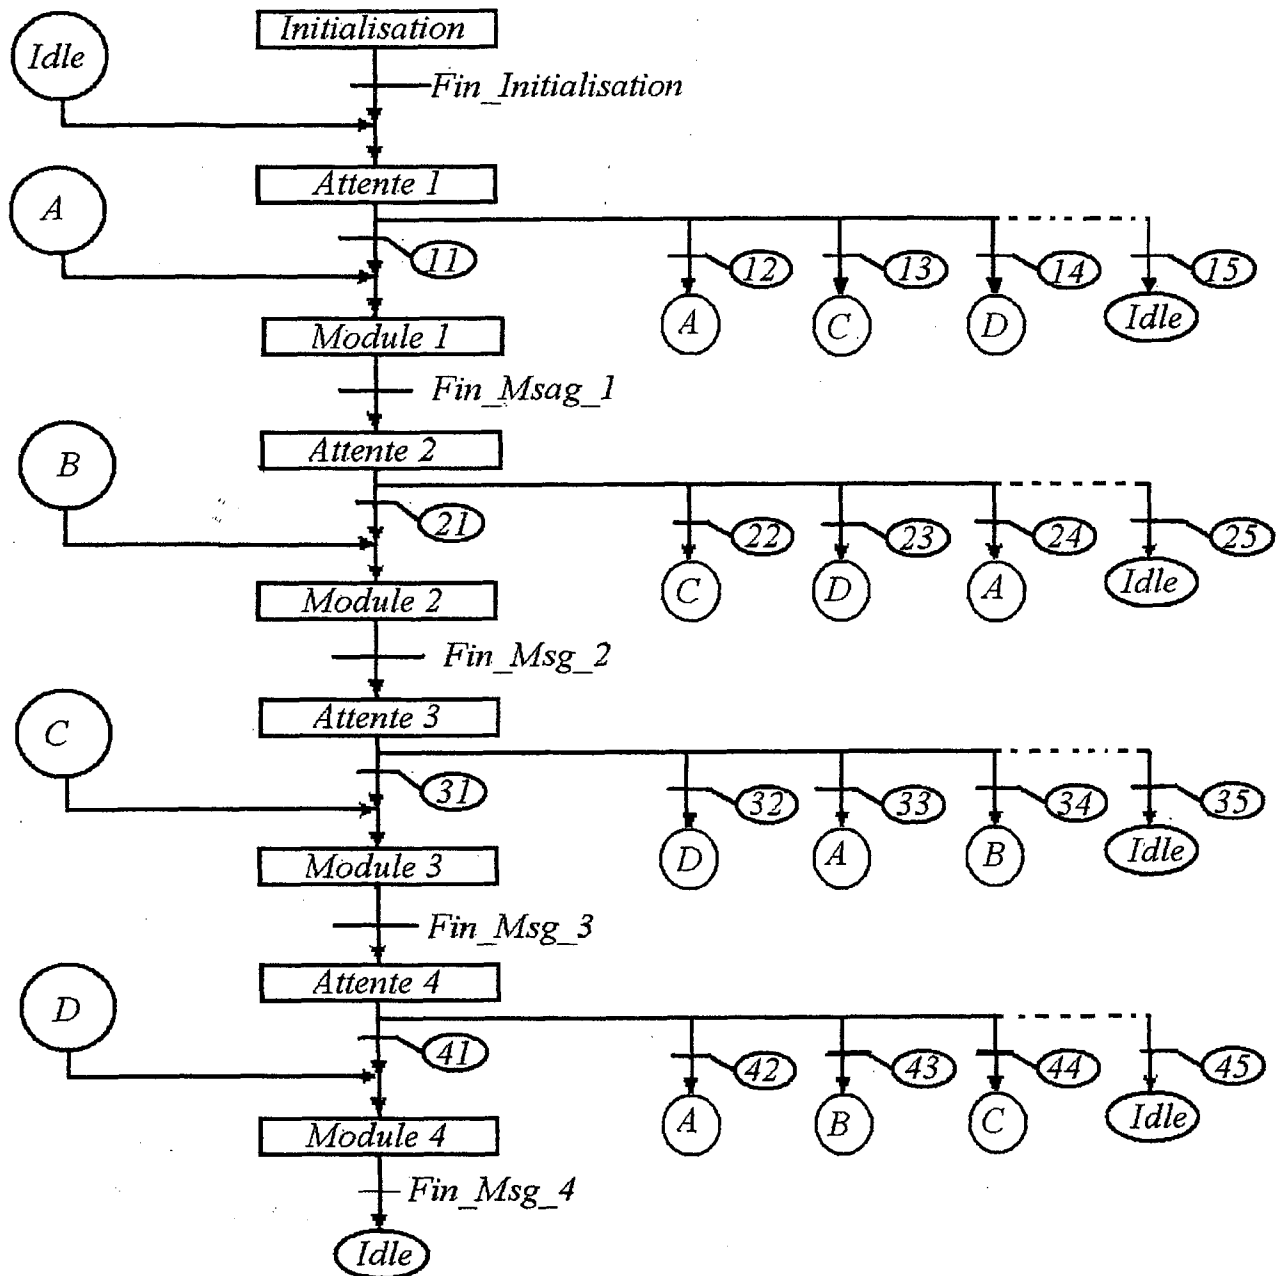 Initialisation
Idle
Fin_Initialisation
Attente 1
A
11
12
13
14
15
A
C
D
Idle
Module 1
Fin_Msag_1
Attente 2
B
21
22
23
24
25
C
D
A
Idle
Module 2
Fin_Msg_2
Attente 3
C
31
32
33
34
35
D
A
B
Idle
Module 3
Fin_Msg_3
Attente 4
D
41
42
43
44
45
A
B
C
Idle
Module 4
Fin_Msg_4
Idle